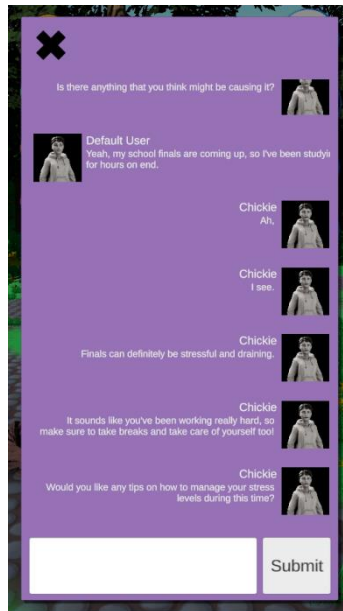 Is there anything that you think might be causing it?
Default User
Yeah, my school finals are coming up, so I've been studyi
for hours on end.
Chickie
Ah,
Chickie
I see.
Chickie
Finals can definitely be stressful and draining.
Chickie
It sounds like you've been working really hard, so
make sure to take breaks and take care of yourself too!
Chickie
Would you like any tips on how to manage your stress
levels during this time?
Submit